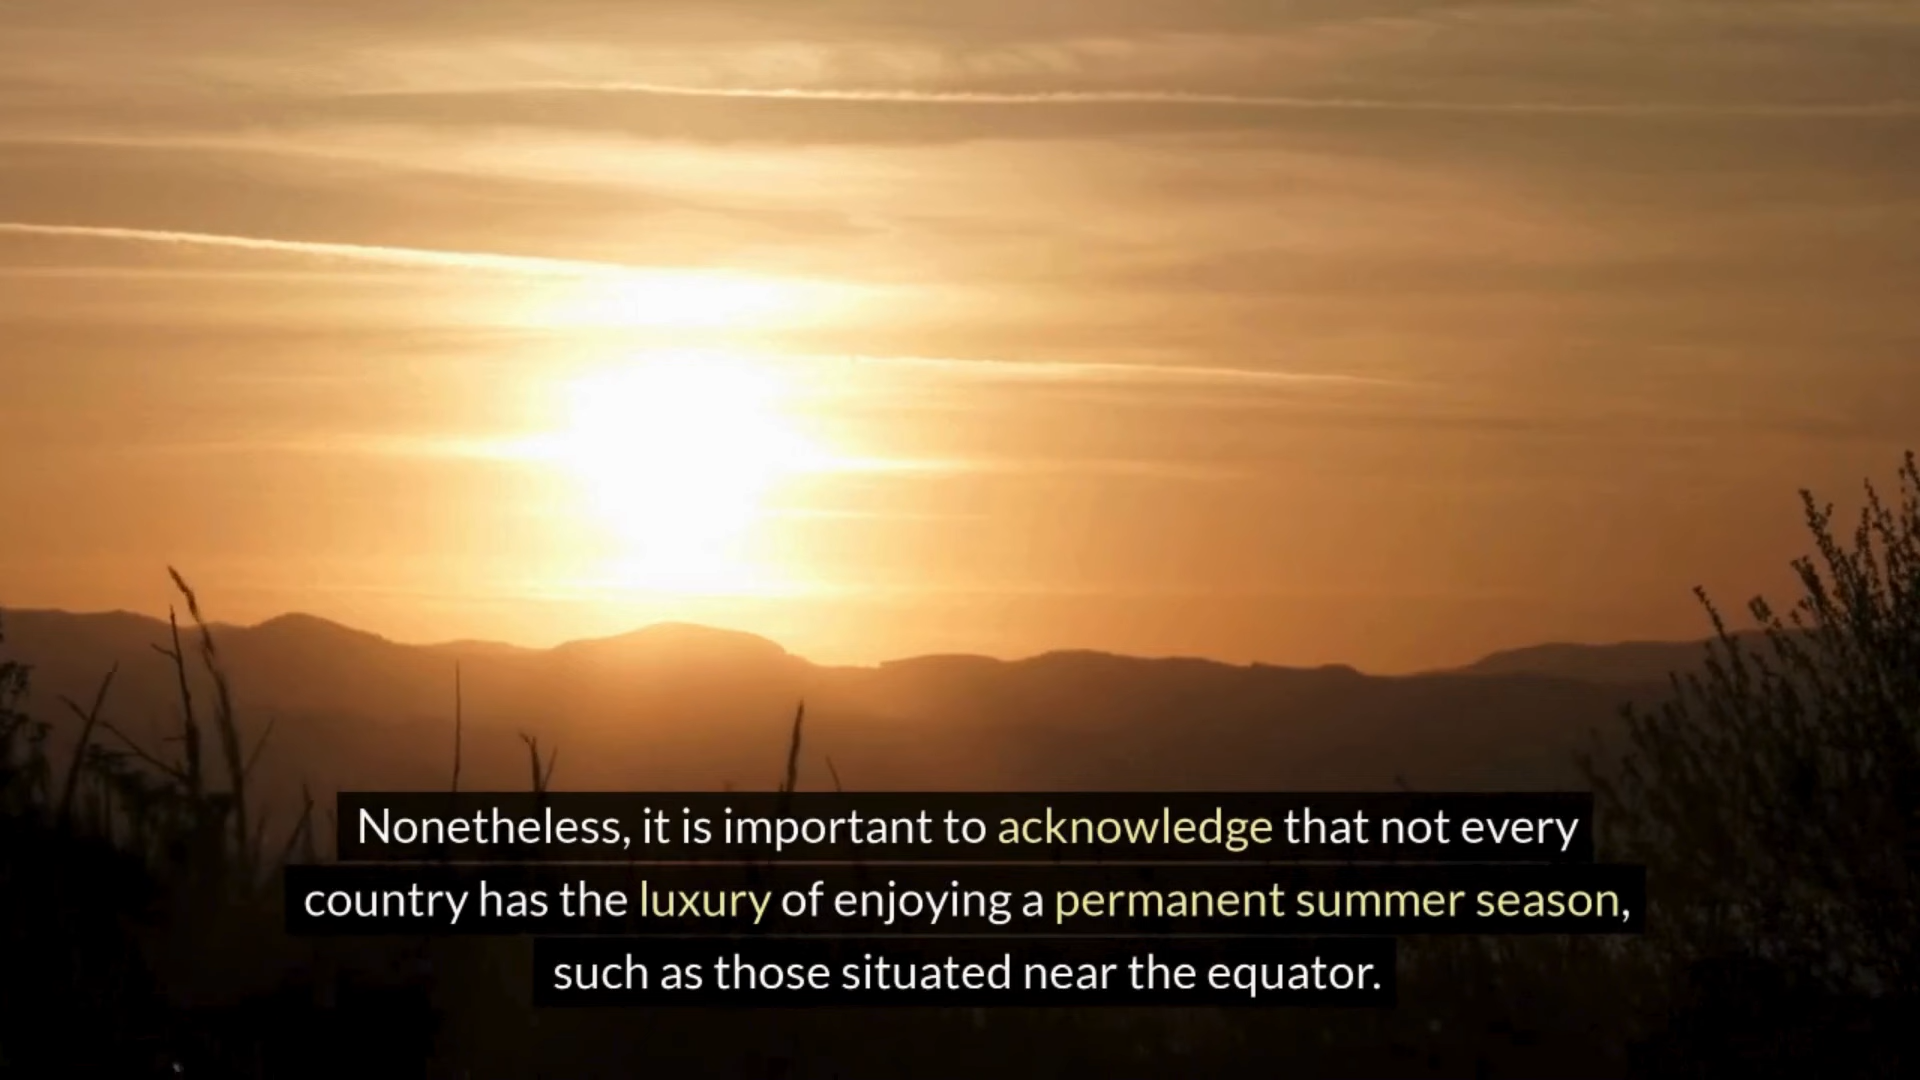 Nonetheless, it is important to acknowledge that not every
country has the luxury of enjoying a permanent summer season,
such as those situated near the equator.